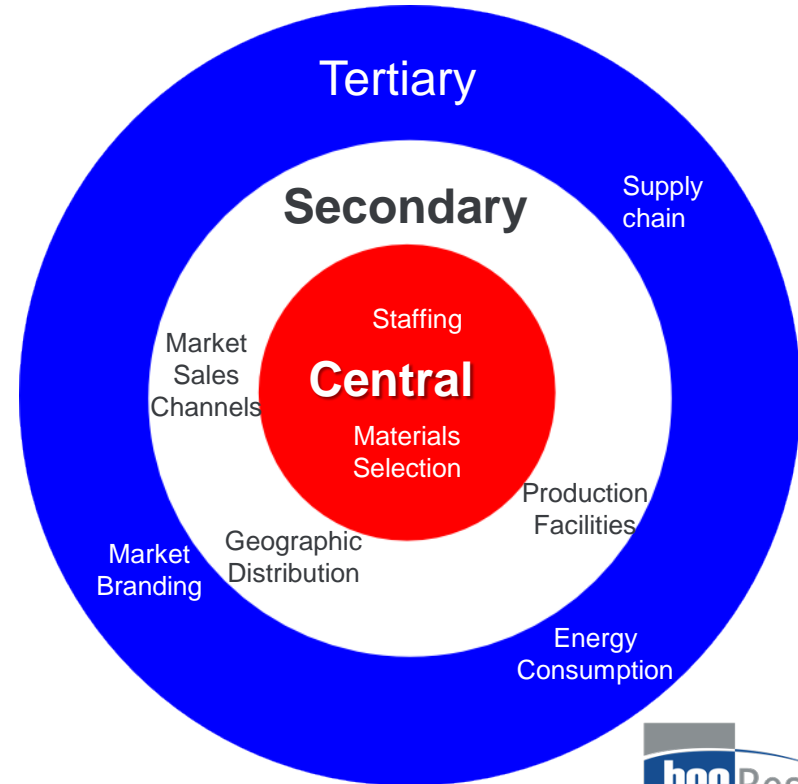 Tertiary
Supply
chain
Secondary
Staffing
Market
Sales
Channels
Central
Materials
Selection
Production
Facilities
Geographic
Distribution
Market
Branding
Energy
Consumption